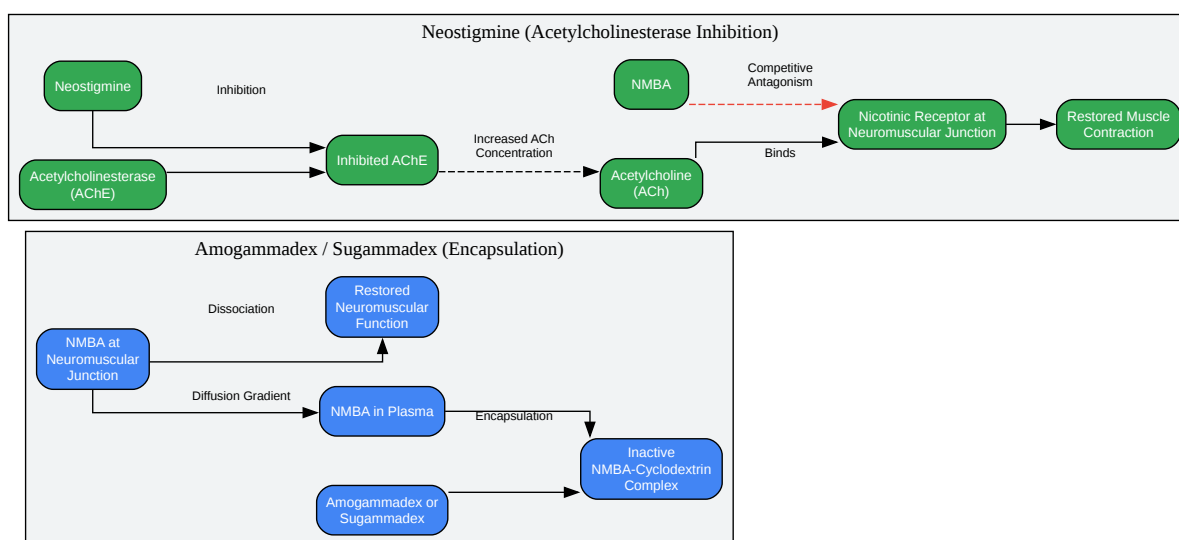 Neostigmine (Acetylcholinesterase Inhibition)
Neostigmine
Inhibition
Acetylcholinesterase
(AChE)
Inhibited AChE
Increased ACh
Concentration
NMBA
Competitive
Antagonism
Acetylcholine
(ACh)
Binds
Nicotinic Receptor at
Neuromuscular Junction
Restored Muscle
Contraction
Amogammadex / Sugammadex (Encapsulation)
NMBA at
Neuromuscular
Junction
Dissociation
Restored
Neuromuscular
Function
Diffusion Gradient
NMBA in Plasma
Encapsulation
Amogammadex or
Sugammadex
Inactive
NMBA-Cyclodextrin
Complex